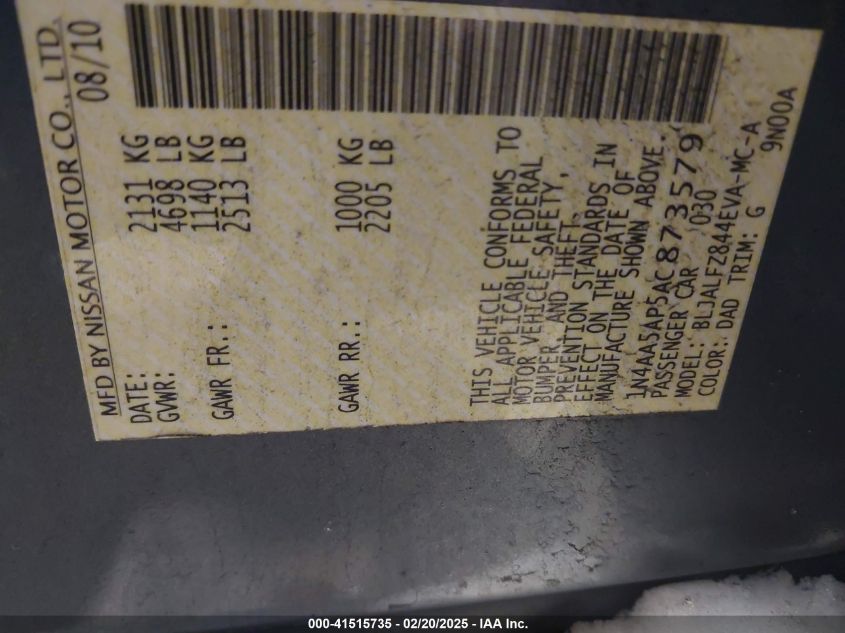 MFD BY NISSAN MOTOR CO., LTD.
DATE: 08/10
GVWR: 2131 KG
4698 LB
GAWR FR.: 1140 KG
2513 LB
GAWR RR.: 1000 KG
2205 LB
THIS VEHICLE CONFORMS TO
ALL APPLICABLE FEDERAL
MOTOR VEHICLE SAFETY,
BUMPER, AND THEFT
PREVENTION STANDARDS IN
EFFECT ON THE DATE OF
MANUFACTURE SHOWN ABOVE.
1N4AA5AP5AC873579
PASSENGER CAR 030
MODEL: BLJALFZ844EVA-MC-A
COLOR: DAD TRIM: G 9N00A
000-41515735 - 02/20/2025 - IAA Inc.